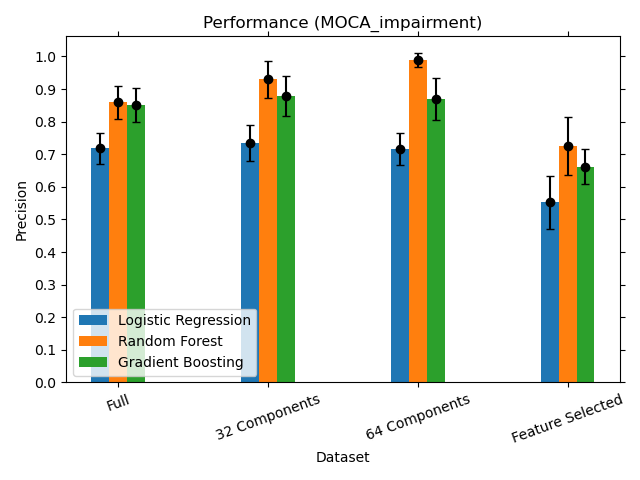 Performance (MOCA_impairment)
1.0
0.9
0.8
0.7
0.6
0.5
0.4
0.3
0.2
0.1
0.0
Precision
Logistic Regression
Random Forest
Gradient Boosting
Full
32 Components
64 Components
Feature Selected
Dataset